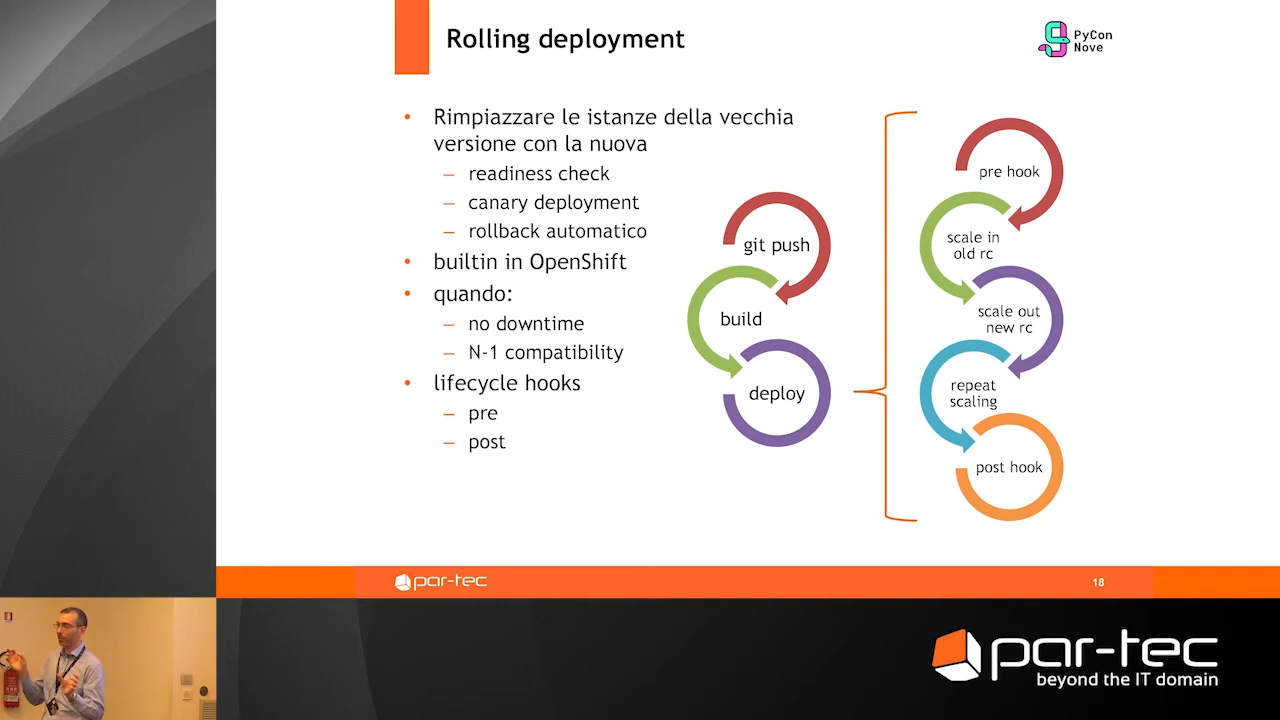 Rolling deployment
PyCon
Nove
• Rimpiazzare le istanze della vecchia
versione con la nuova
– readiness check
– canary deployment
– rollback automatico
• builtin in OpenShift
• quando:
– no downtime
– N-1 compatibility
• lifecycle hooks
– pre
– post
git push
build
deploy
pre hook
scale in
old rc
scale out
new rc
repeat
scaling
post hook
par-tec
18
par-tec
beyond the IT domain